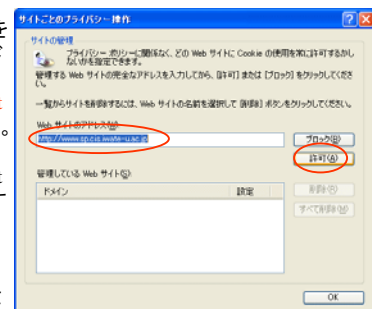 サイトごとのプライバシー操作
サイトの管理
プライバシー ポリシーに関係なく、どの Web サイトに Cookie の使用を常に許可するかし
ないかを指定できます。
管理する Web サイトの完全なアドレスを入力してから、[許可] または [ブロック] をクリックしてくださ
い。
一覧からサイトを削除するには、Web サイトの名前を選択して [削除] ボタンをクリックしてください。
Web サイトのアドレス(W):
http://www.spcis.iwate-u.ac.jp
ブロック(B)
許可(A)
管理している Web サイト(S):
ドメイン
設定
削除(R)
すべて削除(M)
OK
を
。